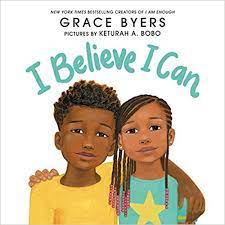 NEW YORK TIMES BESTSELLING CREATORS OF I AM ENOUGH
GRACE BYERS
PICTURES BY KETURAH A. BOBO
I Believe I Can